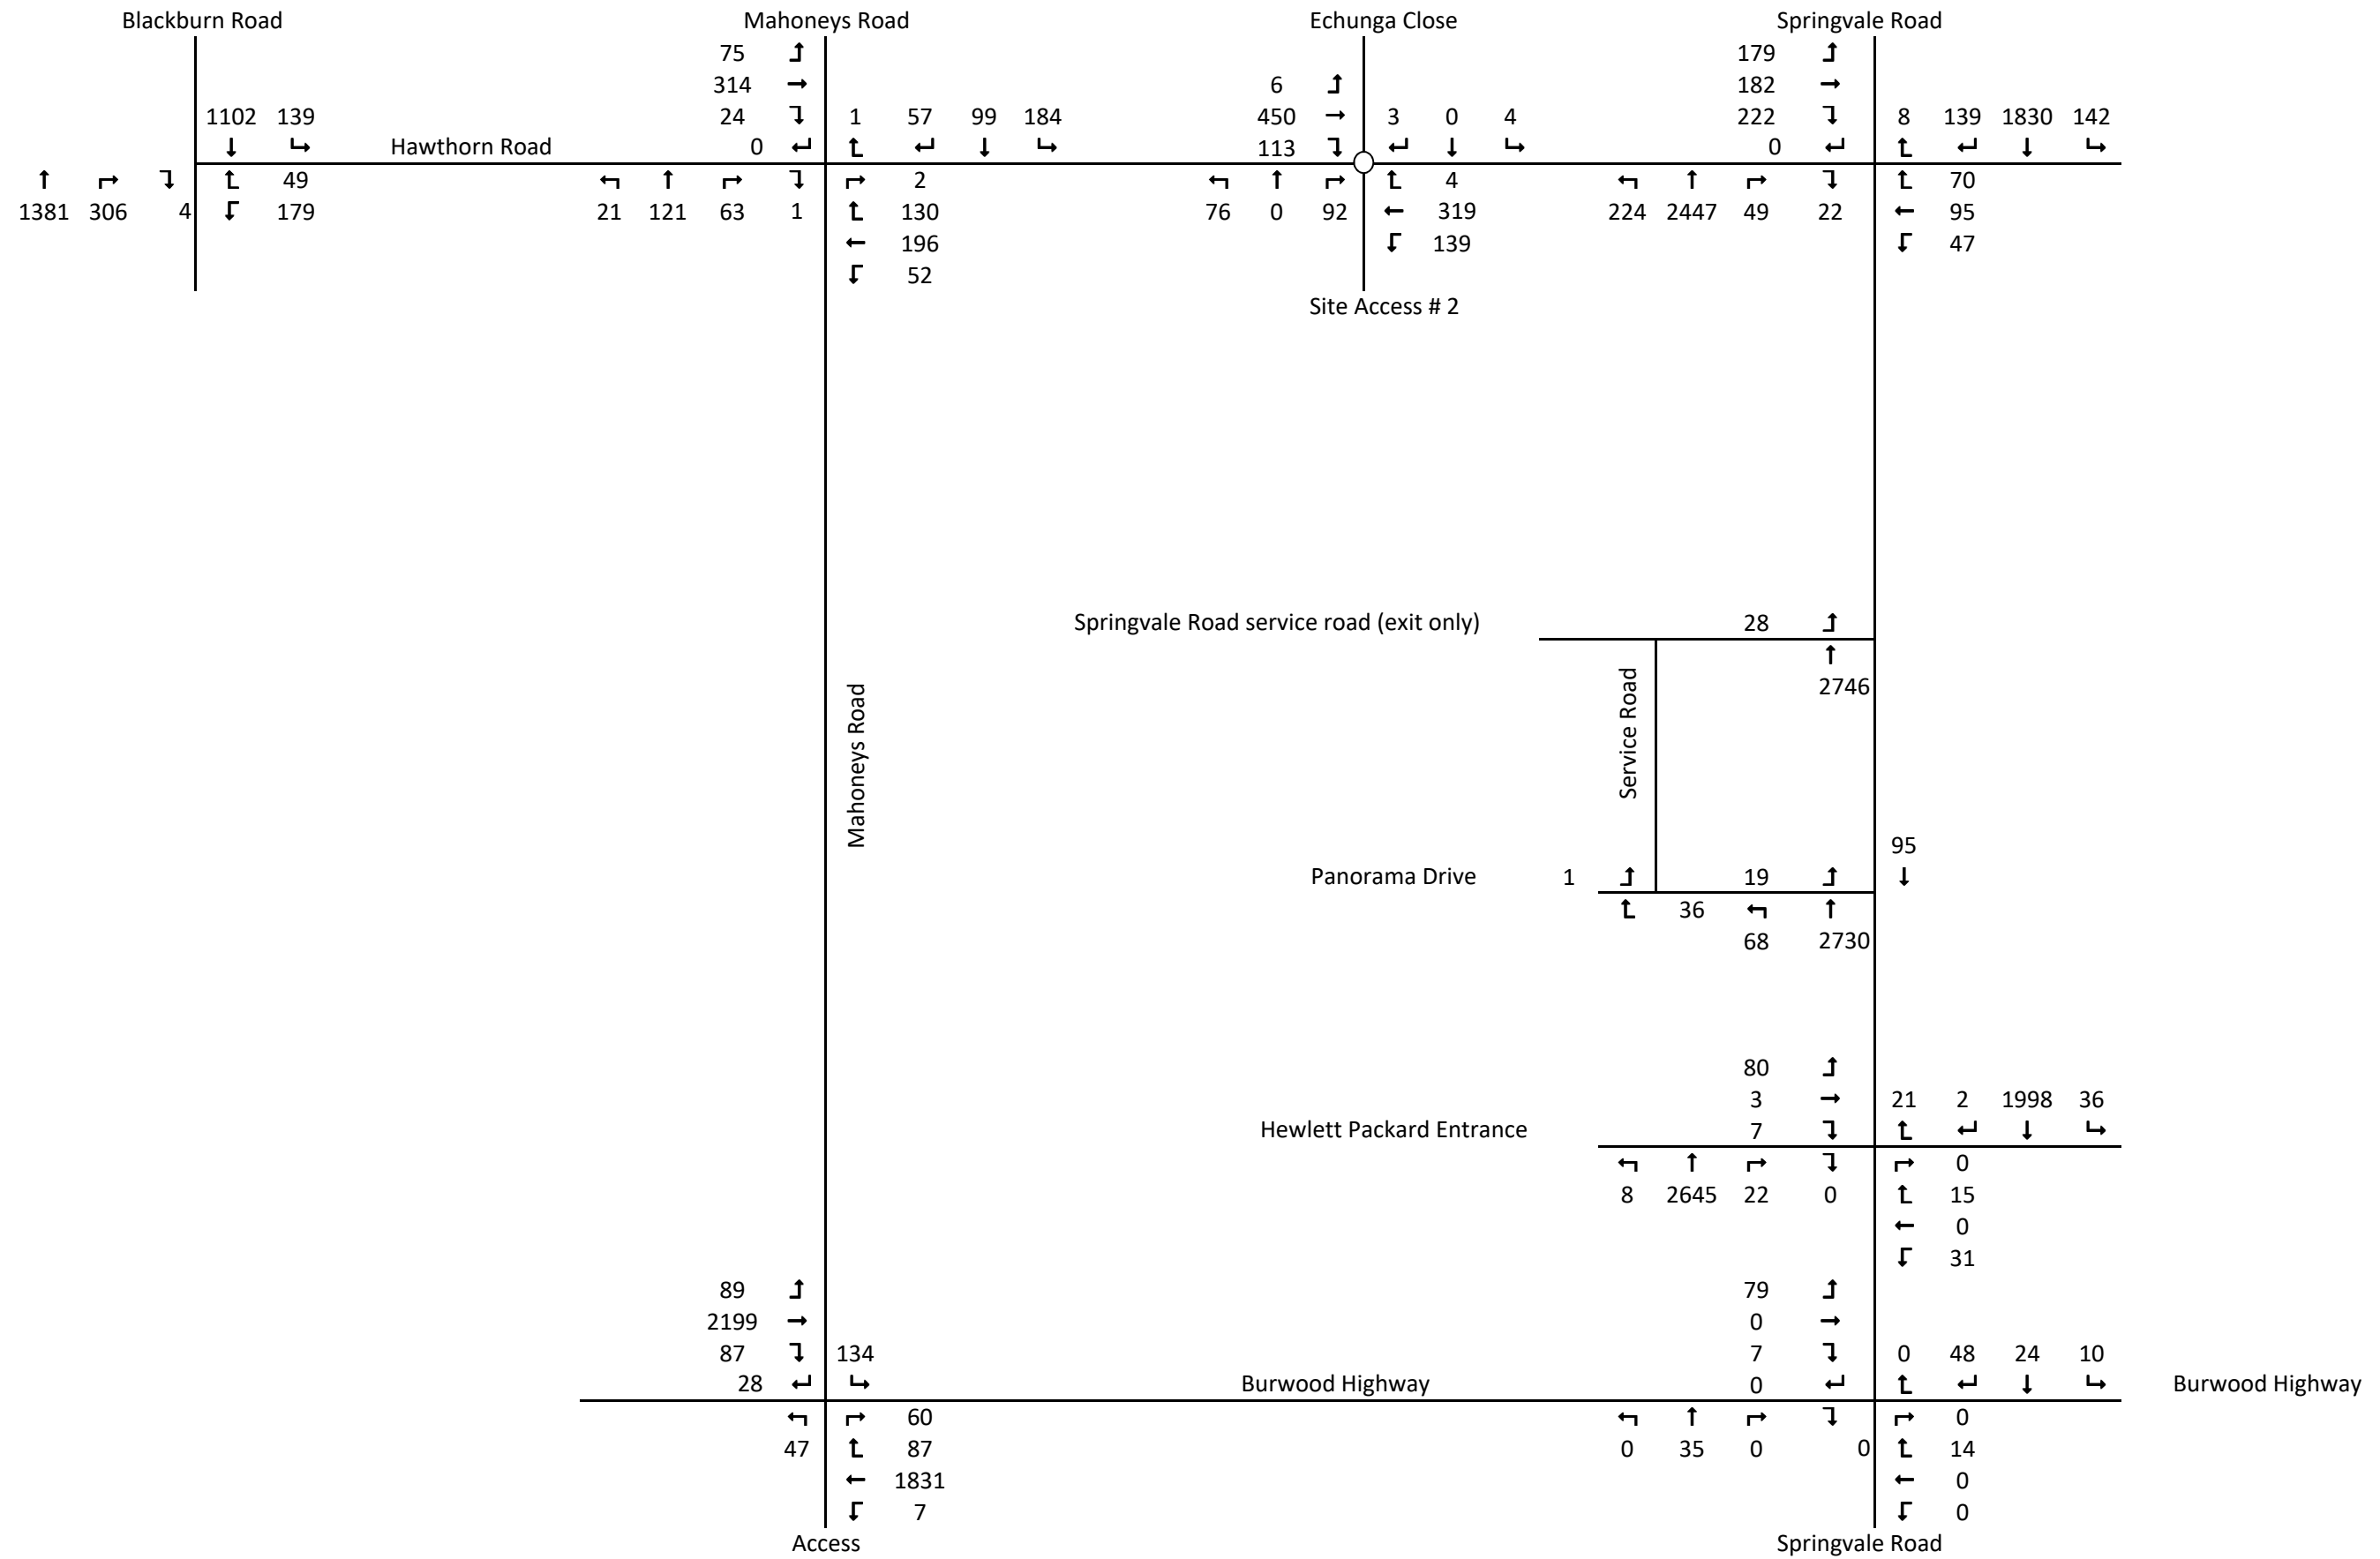 Blackburn Road Mahoneys Road Echunga Close Springvale Road
75 179
314 6 182
1102 139 24 1 57 99 184 450 3 0 4 222 8 139 1830 142
Hawthorn Road 0 113 0
49 2 4 70
1381 306 4 179 21 121 63 1 130 76 0 92 319 224 2447 49 22 95
196 139 47
52
Site Access # 2
Springvale Road service road (exit only) 28
2746
Service Road
Mahoneys Road
95
Panorama Drive 1 19
36
68 2730
80
3 21 2 1998 36
Hewlett Packard Entrance 7
0
8 2645 22 0 15
0
31
89 79
2199 0
87 134 7 0 48 24 10
28 Burwood Highway 0 Burwood Highway
60 0
47 87 0 35 0 0 14
1831 0
7 0
Access Springvale Road